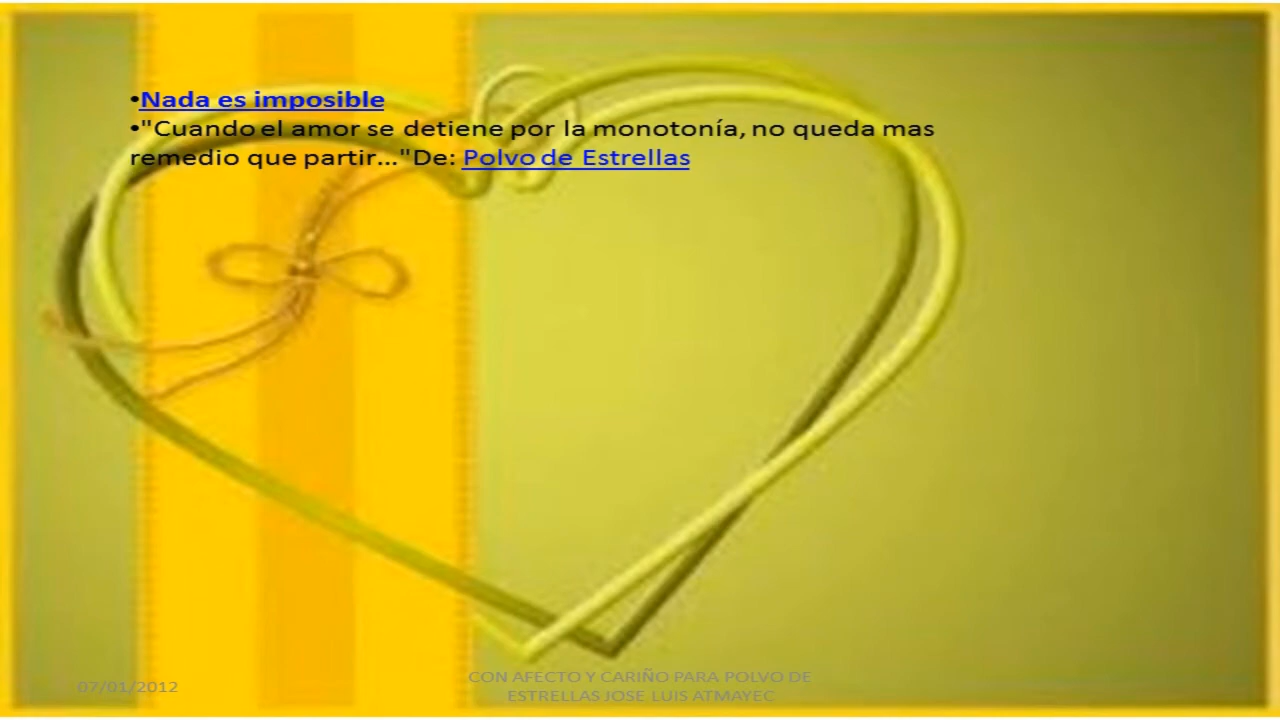 •Nada es imposible
•"Cuando el amor se detiene por la monotonía, no queda mas
remedio que partir..."De: Polvo de Estrellas
07/01/2012
CON AFECTO Y CARIÑO PARA POLVO DE
ESTRELLAS JOSE LUIS ATMAYEC